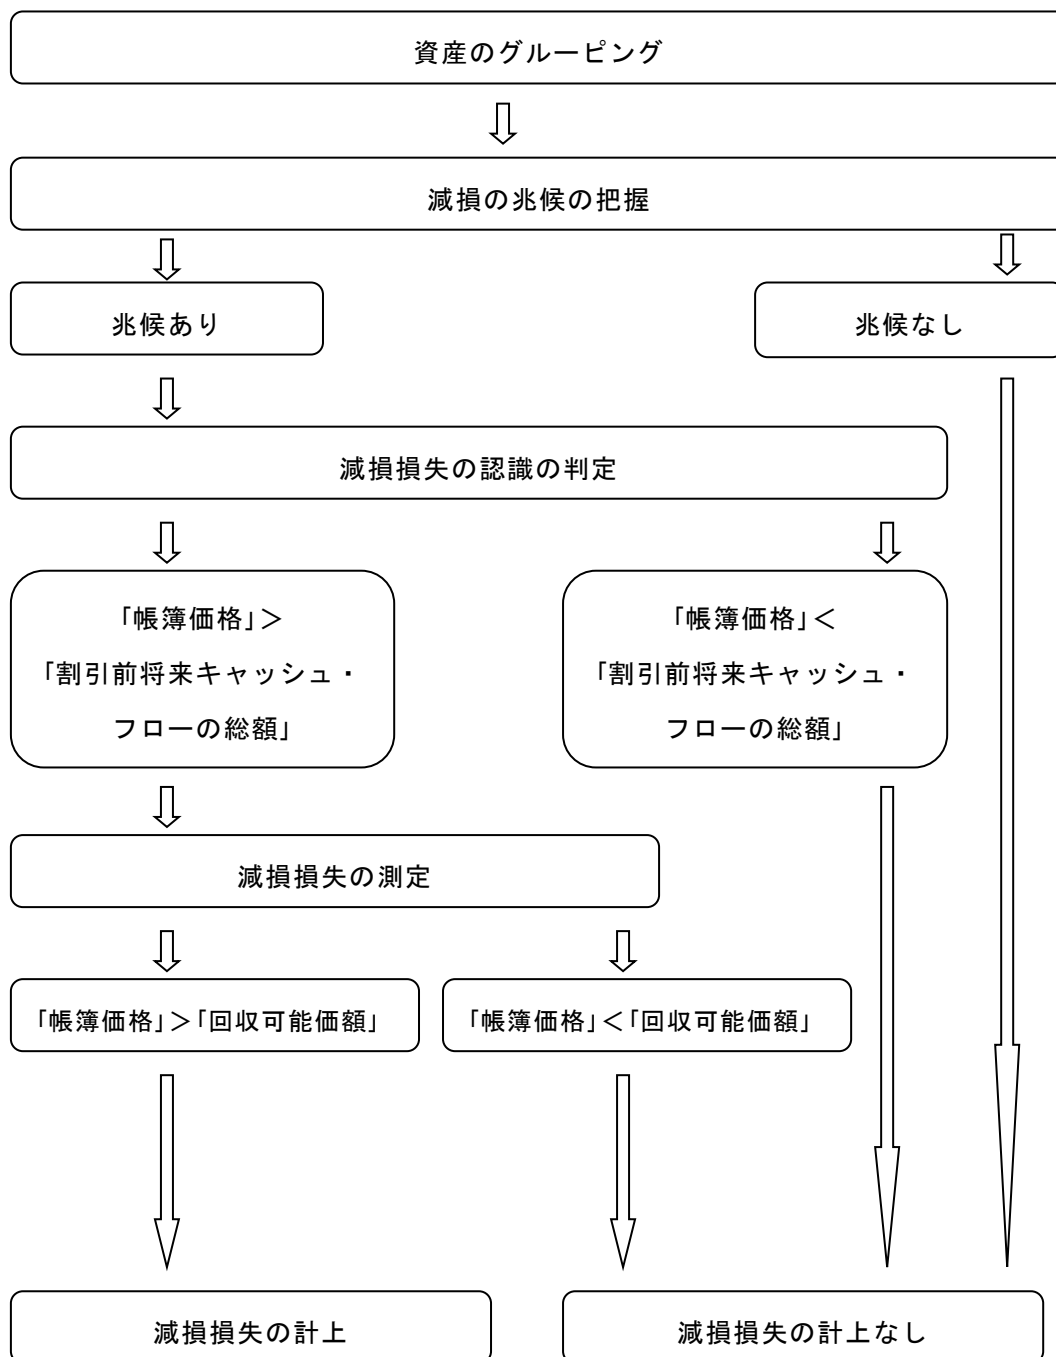 資産のグルーピング
減損の兆候の把握
兆候あり
兆候なし
減損損失の認識の判定
「帳簿価格」＞
「割引前将来キャッシュ・
フローの総額」
「帳簿価格」＜
「割引前将来キャッシュ・
フローの総額」
減損損失の測定
「帳簿価格」＞「回収可能価額」
「帳簿価格」＜「回収可能価額」
減損損失の計上
減損損失の計上なし